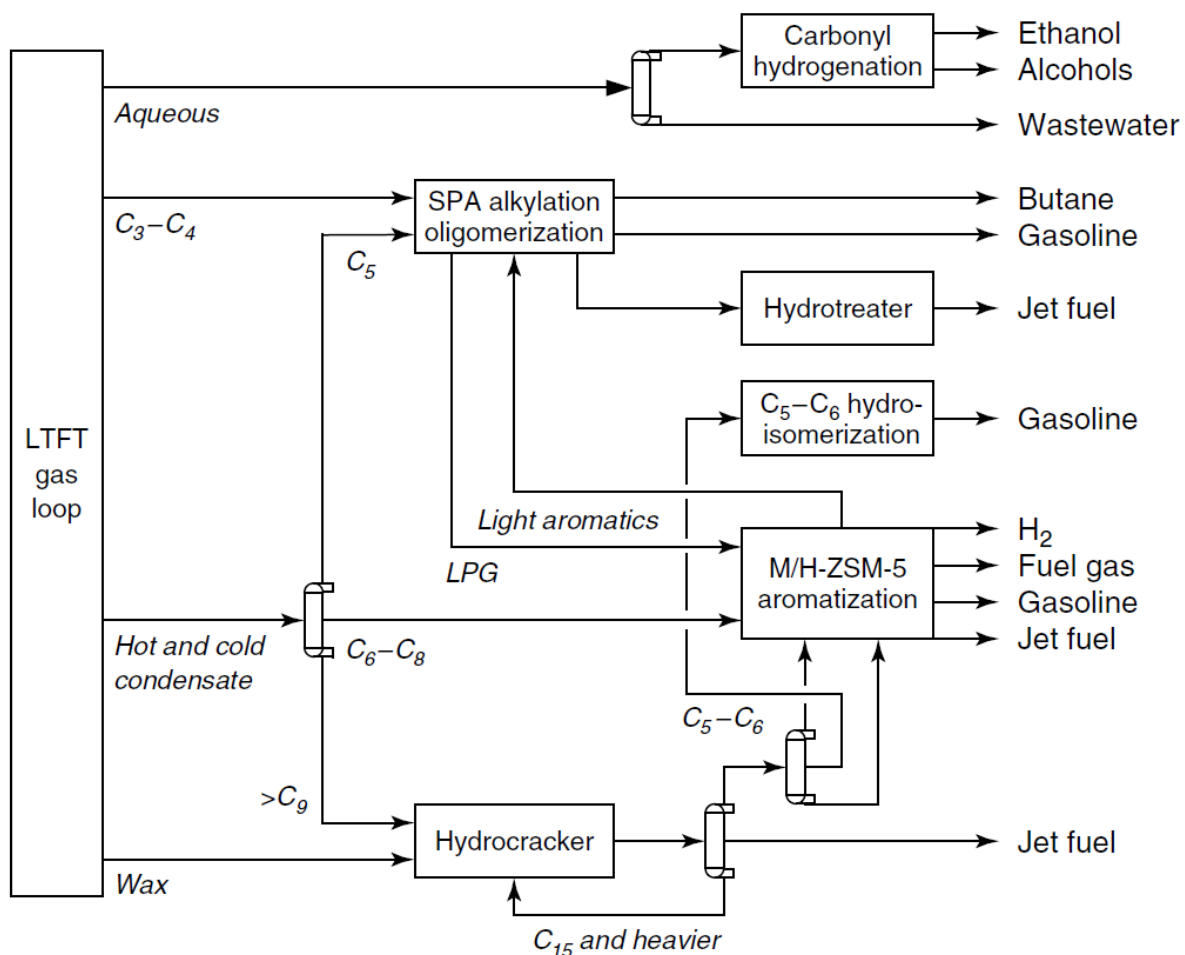 Carbonyl
hydrogenation
Ethanol
Alcohols
Aqueous
Wastewater
C₃–C₄
SPA alkylation
oligomerization
Butane
Gasoline
C₅
Hydrotreater
Jet fuel
C₅–C₆ hydro-
isomerization
Gasoline
LTFT
gas
loop
Light aromatics
LPG
M/H-ZSM-5
aromatization
H₂
Fuel gas
Gasoline
Jet fuel
Hot and cold
condensate
C₆–C₈
C₅–C₆
>C₉
Hydrocracker
Jet fuel
Wax
C₁₅ and heavier